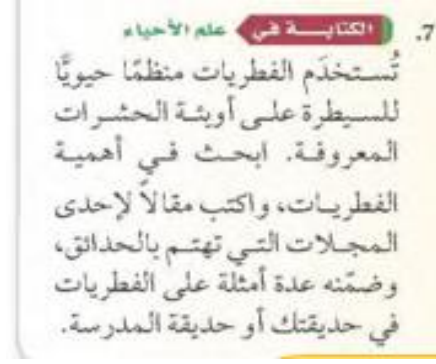 7. الكتابة في علم الأحياء
تُستخدَم الفطريات منظمًا حيويًّا
للسيطرة على أوبئة الحشرات
المعروفة. ابحث في أهمية
الفطريات، واكتب مقالاً لإحدى
المجلات التي تهتم بالحدائق،
وضمّنه عدة أمثلة على الفطريات
في حديقتك أو حديقة المدرسة.